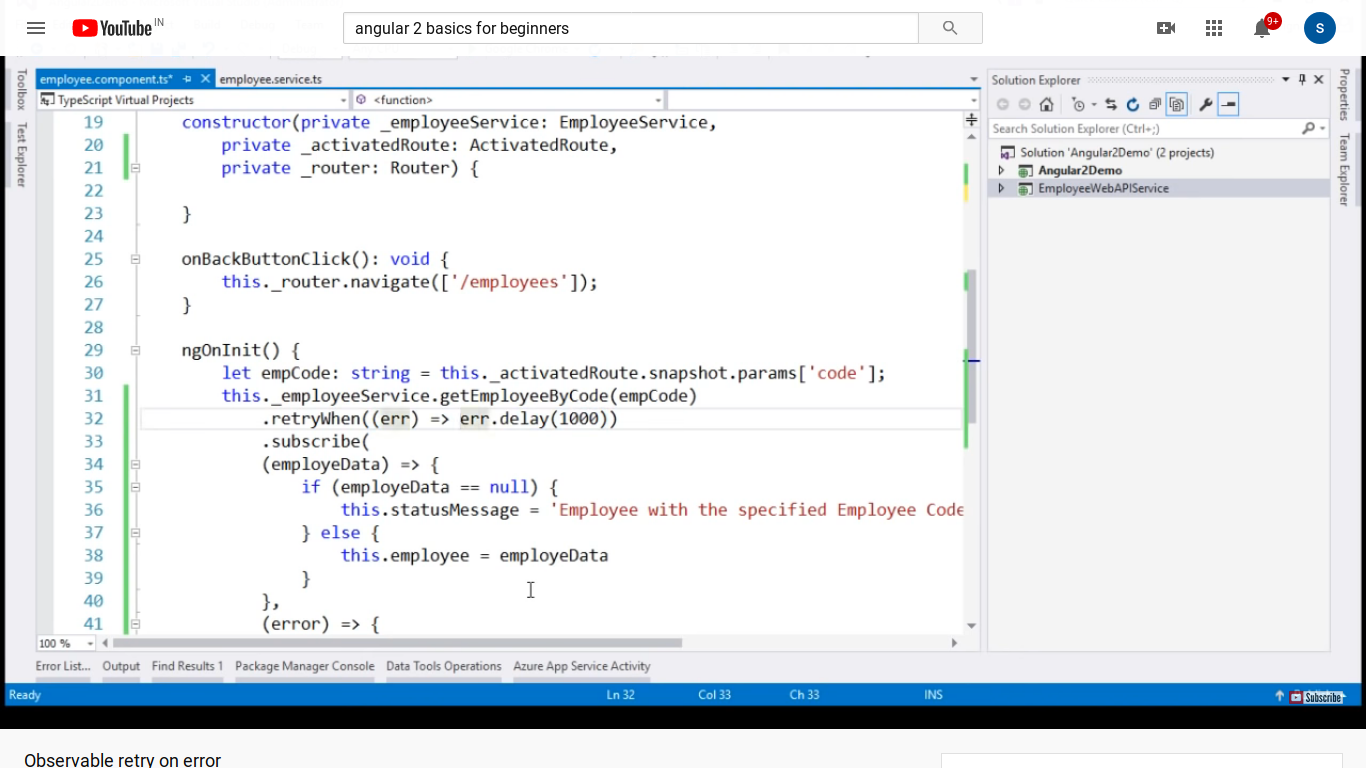 YouTube IN
angular 2 basics for beginners
9+
S
employee.component.ts*
employee.service.ts
TypeScript Virtual Projects
<function>
19 constructor(private _employeeService: EmployeeService,
20 private _activatedRoute: ActivatedRoute,
21 private _router: Router) {
22
23 }
24
25 onBackButtonClick(): void {
26 this._router.navigate(['/employees']);
27 }
28
29 ngOnInit() {
30 let empCode: string = this._activatedRoute.snapshot.params['code'];
31 this._employeeService.getEmployeeByCode(empCode)
32 .retryWhen((err) => err.delay(1000))
33 .subscribe(
34 (employeData) => {
35 if (employeData == null) {
36 this.statusMessage = 'Employee with the specified Employee Code
37 } else {
38 this.employee = employeData
39 }
40 },
41 (error) => {
100 %
Toolbox
Test Explorer
Solution Explorer
Search Solution Explorer (Ctrl+;)
Solution 'Angular2Demo' (2 projects)
Angular2Demo
EmployeeWebAPIService
Properties
Team Explorer
Error List... Output Find Results 1 Package Manager Console Data Tools Operations Azure App Service Activity
Ready Ln 32 Col 33 Ch 33 INS
Subscribe
Observable retry on error